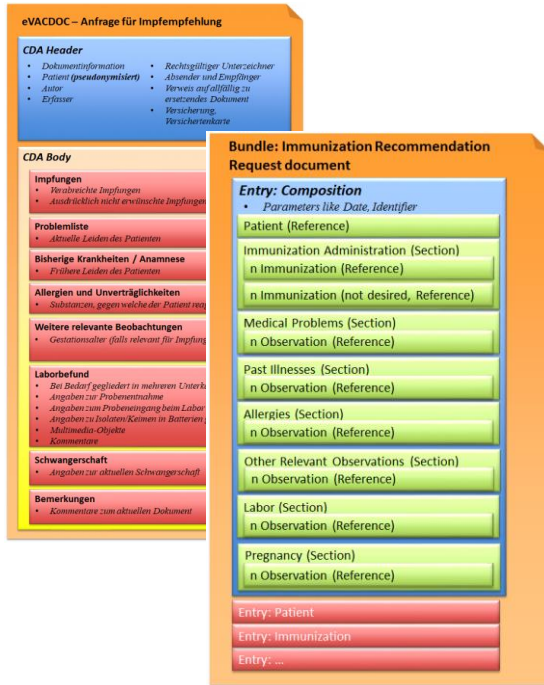 eVACDOC – Anfrage für Impfempfehlung
CDA Header
• Dokumentinformation
• Patient (pseudonymisiert)
• Autor
• Erfasser
• Rechtsgültiger Unterzeichner
• Absender und Empfänger
• Verweis auf allfällig zu
ersetzendes Dokument
• Versicherung,
Versichertenkarte
CDA Body
Impfungen
• Verabreichte Impfungen
• Ausdrücklich nicht erwünschte Impfungen
Problemliste
• Aktuelle Leiden des Patienten
Bisherige Krankheiten / Anamnese
• Frühere Leiden des Patienten
Allergien und Unverträglichkeiten
• Substanzen, gegen welche der Patient
Weitere relevante Beobachtungen
• Gestationsalter (falls relevant für
Laborbefund
• Bei Bedarf gegliedert in mehreren
• Angaben zur Probenentnahme
• Angaben zum Probeneingang beim Labor
• Angaben zu Isolaten/Keimen in Batterien
• Multimedia-Objekte
• Kommentare
Schwangerschaft
• Angaben zur aktuellen Schwangerschaft
Bemerkungen
• Kommentare zum aktuellen Dokument
Bundle: Immunization Recommendation
Request document
Entry: Composition
• Parameters like Date, Identifier
Patient (Reference)
Immunization Administration (Section)
n Immunization (Reference)
n Immunization (not desired, Reference)
Medical Problems (Section)
n Observation (Reference)
Past Illnesses (Section)
n Observation (Reference)
Allergies (Section)
n Observation (Reference)
Other Relevant Observations (Section)
n Observation (Reference)
Labor (Section)
n Observation (Reference)
Pregnancy (Section)
n Observation (Reference)
Entry: Patient
Entry: Immunization
Entry: ...